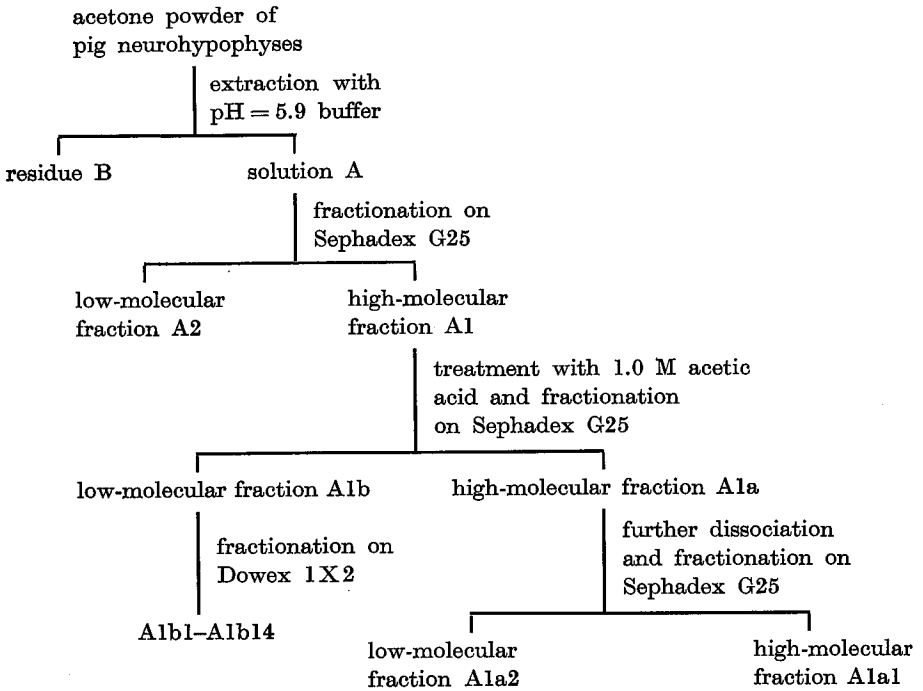 acetone powder of
pig neurohypophyses
extraction with
pH = 5.9 buffer
residue B
solution A
fractionation on
Sephadex G25
low-molecular
fraction A2
high-molecular
fraction A1
treatment with 1.0 M acetic
acid and fractionation
on Sephadex G25
low-molecular fraction A1b
high-molecular fraction A1a
fractionation on
Dowex 1X2
further dissociation
and fractionation on
Sephadex G25
A1b1–A1b14
low-molecular
fraction A1a2
high-molecular
fraction A1a1